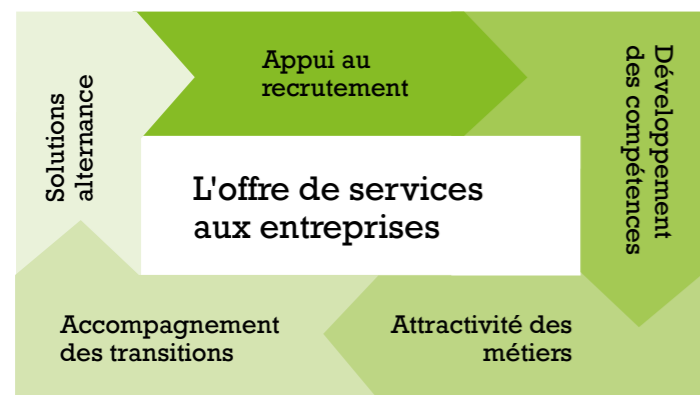 Appui au
recrutement
Développement
des compétences
Solutions
alternance
L'offre de services
aux entreprises
Accompagnement
des transitions
Attractivité des
métiers